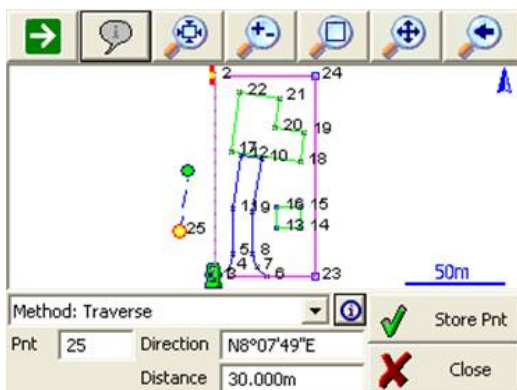 2 24
22 21
20 19
17 12 10 18
25
11 9 16 15
13 14
5 8
4 7
3 6 23
50m
Method: Traverse
Store Pnt
Pnt 25 Direction N8°07'49"E
Distance 30.000m
Close